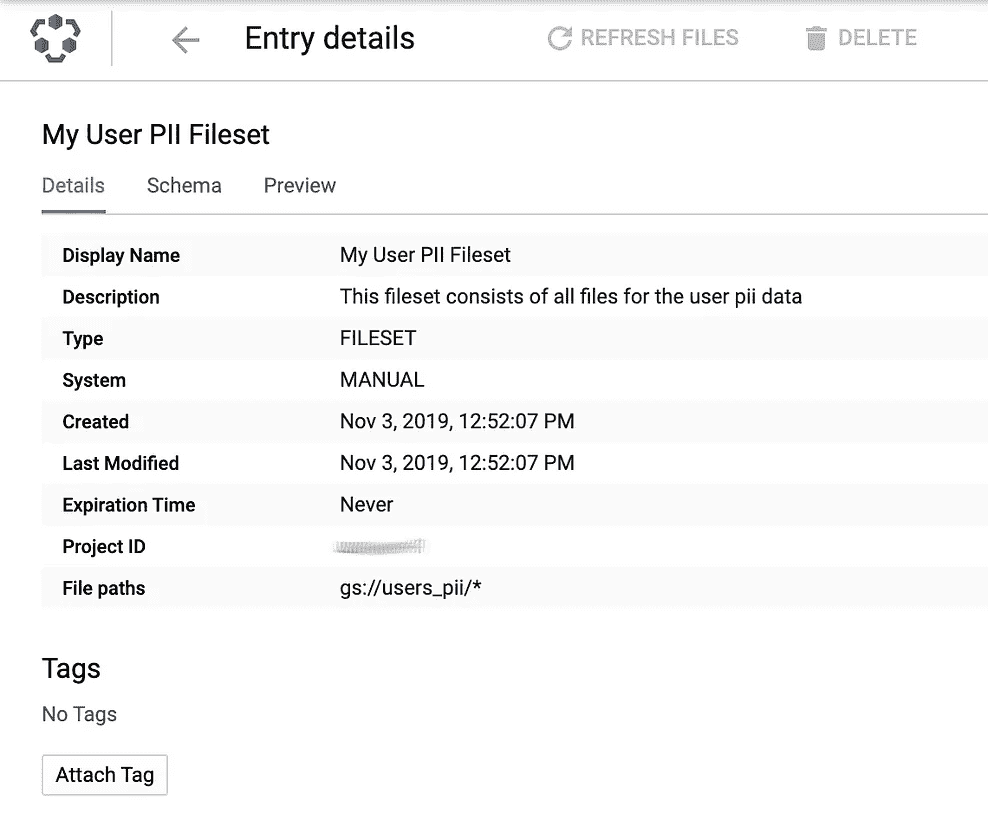 Entry details REFRESH FILES DELETE
My User PII Fileset
Details Schema Preview
Display Name My User PII Fileset
Description This fileset consists of all files for the user pii data
Type FILESET
System MANUAL
Created Nov 3, 2019, 12:52:07 PM
Last Modified Nov 3, 2019, 12:52:07 PM
Expiration Time Never
Project ID
File paths gs://users_pii/*
Tags
No Tags
Attach Tag